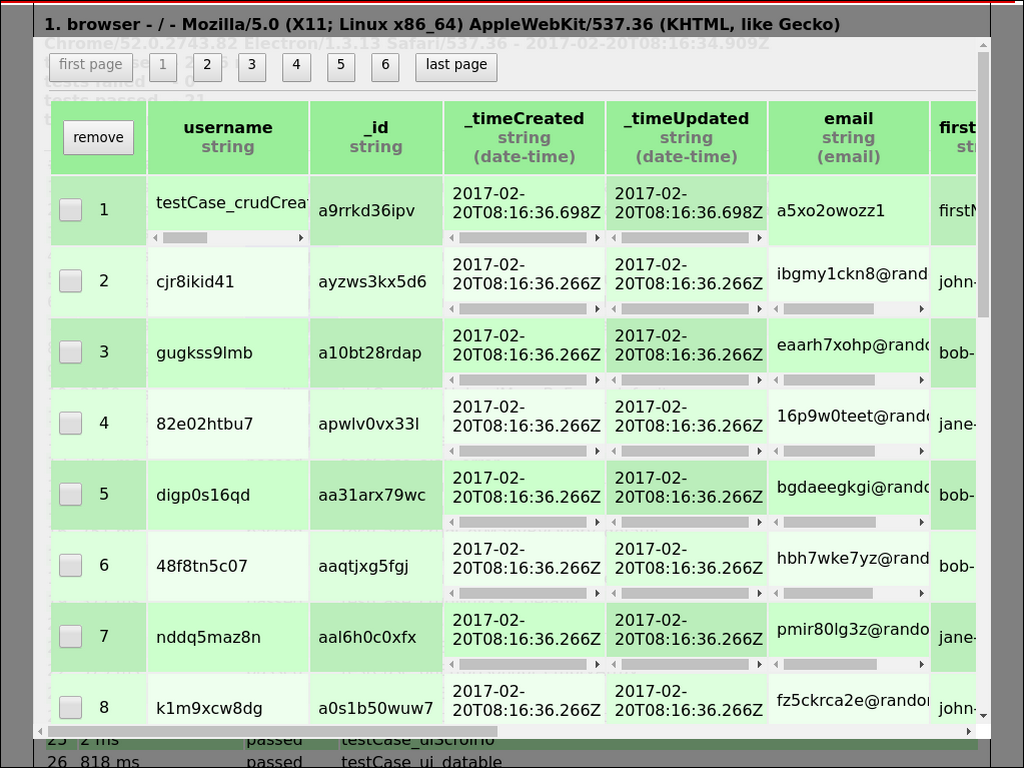 1. browser - / - Mozilla/5.0 (X11; Linux x86_64) AppleWebKit/537.36 (KHTML, like Gecko)
Chrome/52.0.2743.82 Electron/1.3.13 Safari/537.36 - 2017-02-20T08:16:34.909Z
first page 1 2 3 4 5 6 last page
tests failed - 0
tests passed - 21
remove
username string
_id string
_timeCreated string (date-time)
_timeUpdated string (date-time)
email string (email)
first
1 testCase_crudCrea a9rrkd36ipv 2017-02-20T08:16:36.698Z 2017-02-20T08:16:36.698Z a5xo2owozz1
2 cjr8ikid41 ayzws3kx5d6 2017-02-20T08:16:36.266Z 2017-02-20T08:16:36.266Z ibgmy1ckn8@rand john-
3 gugkss9lmb a10bt28rdap 2017-02-20T08:16:36.266Z 2017-02-20T08:16:36.266Z eaarh7xohp@rando bob-
4 82e02htbu7 apwlv0vx33l 2017-02-20T08:16:36.266Z 2017-02-20T08:16:36.266Z 16p9w0teet@rando jane-
5 digp0s16qd aa31arx79wc 2017-02-20T08:16:36.266Z 2017-02-20T08:16:36.266Z bgdaeegkgi@rando bob-
6 48f8tn5c07 aaqtjxg5fgj 2017-02-20T08:16:36.266Z 2017-02-20T08:16:36.266Z hbh7wke7yz@rand bob-
7 nddq5maz8n aal6h0c0xfx 2017-02-20T08:16:36.266Z 2017-02-20T08:16:36.266Z pmir80lg3z@rando jane-
8 k1m9xcw8dg a0s1b50wuw7 2017-02-20T08:16:36.266Z 2017-02-20T08:16:36.266Z fz5ckrca2e@random john-
25 2 ms passed testCase_uiScrollTo
26 818 ms passed testCase_ui_datable